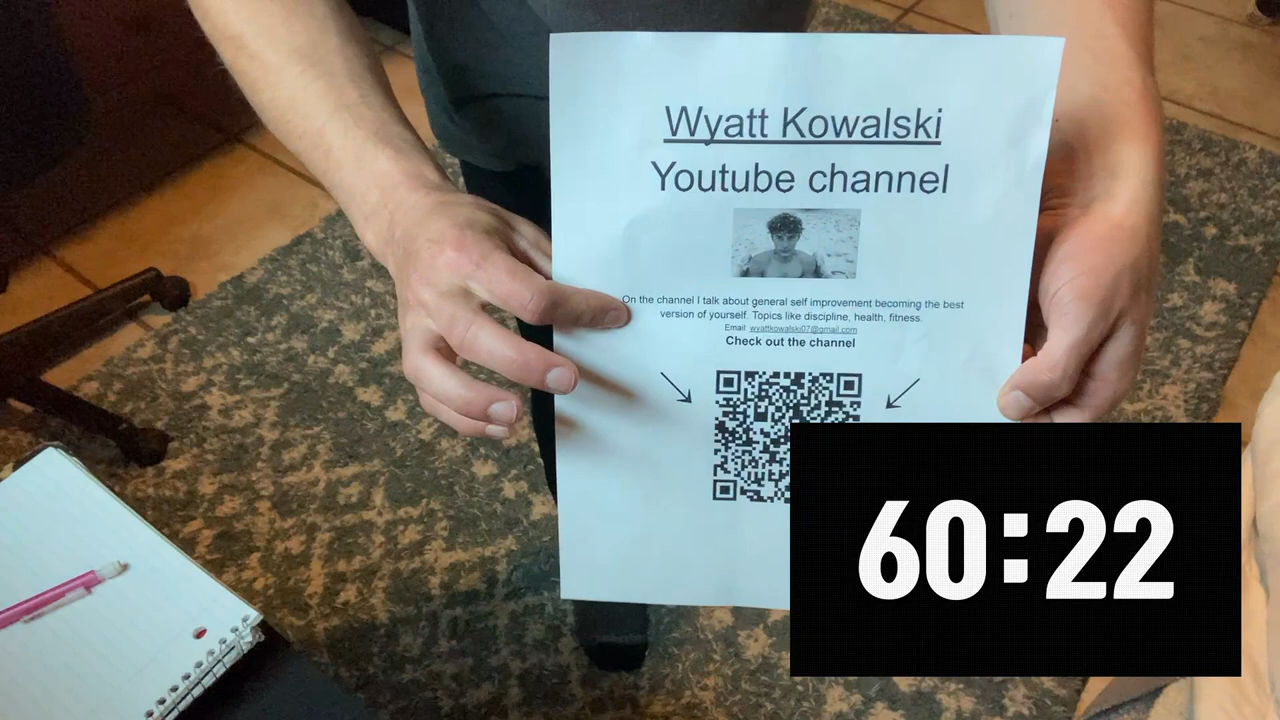 Wyatt Kowalski
Youtube channel
On the channel I talk about general self improvement becoming the best
version of yourself. Topics like discipline, health, fitness.
Email wyattkowalski07@gmail.com
Check out the channel
60:22